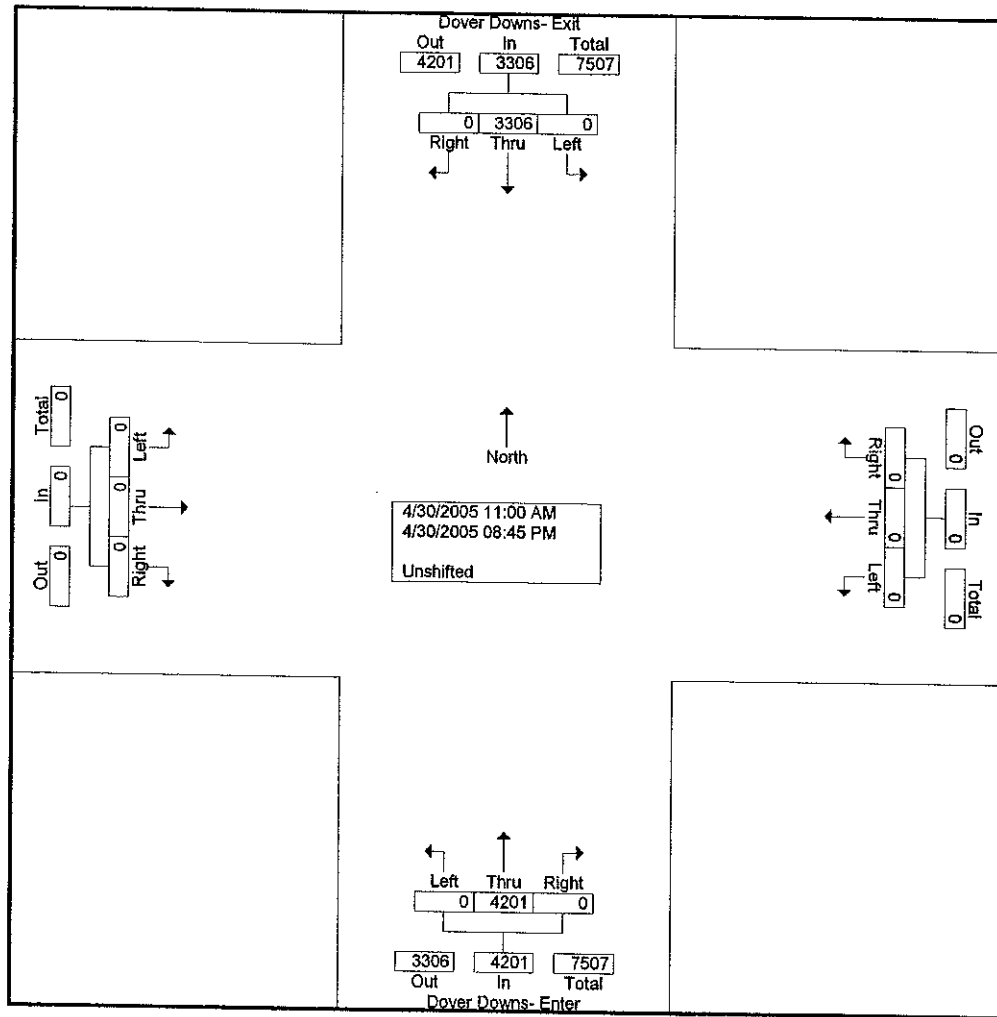 Dover Downs- Exit
Out In Total
4201 3306 7507
0 3306 0
Right Thru Left
Total 0
In 0
Out 0
0 Left
0 Thru
0 Right
North
4/30/2005 11:00 AM
4/30/2005 08:45 PM
Unshifted
Right 0
Thru 0
Left 0
Out 0
In 0
Total 0
Left Thru Right
0 4201 0
3306 4201 7507
Out In Total
Dover Downs- Enter